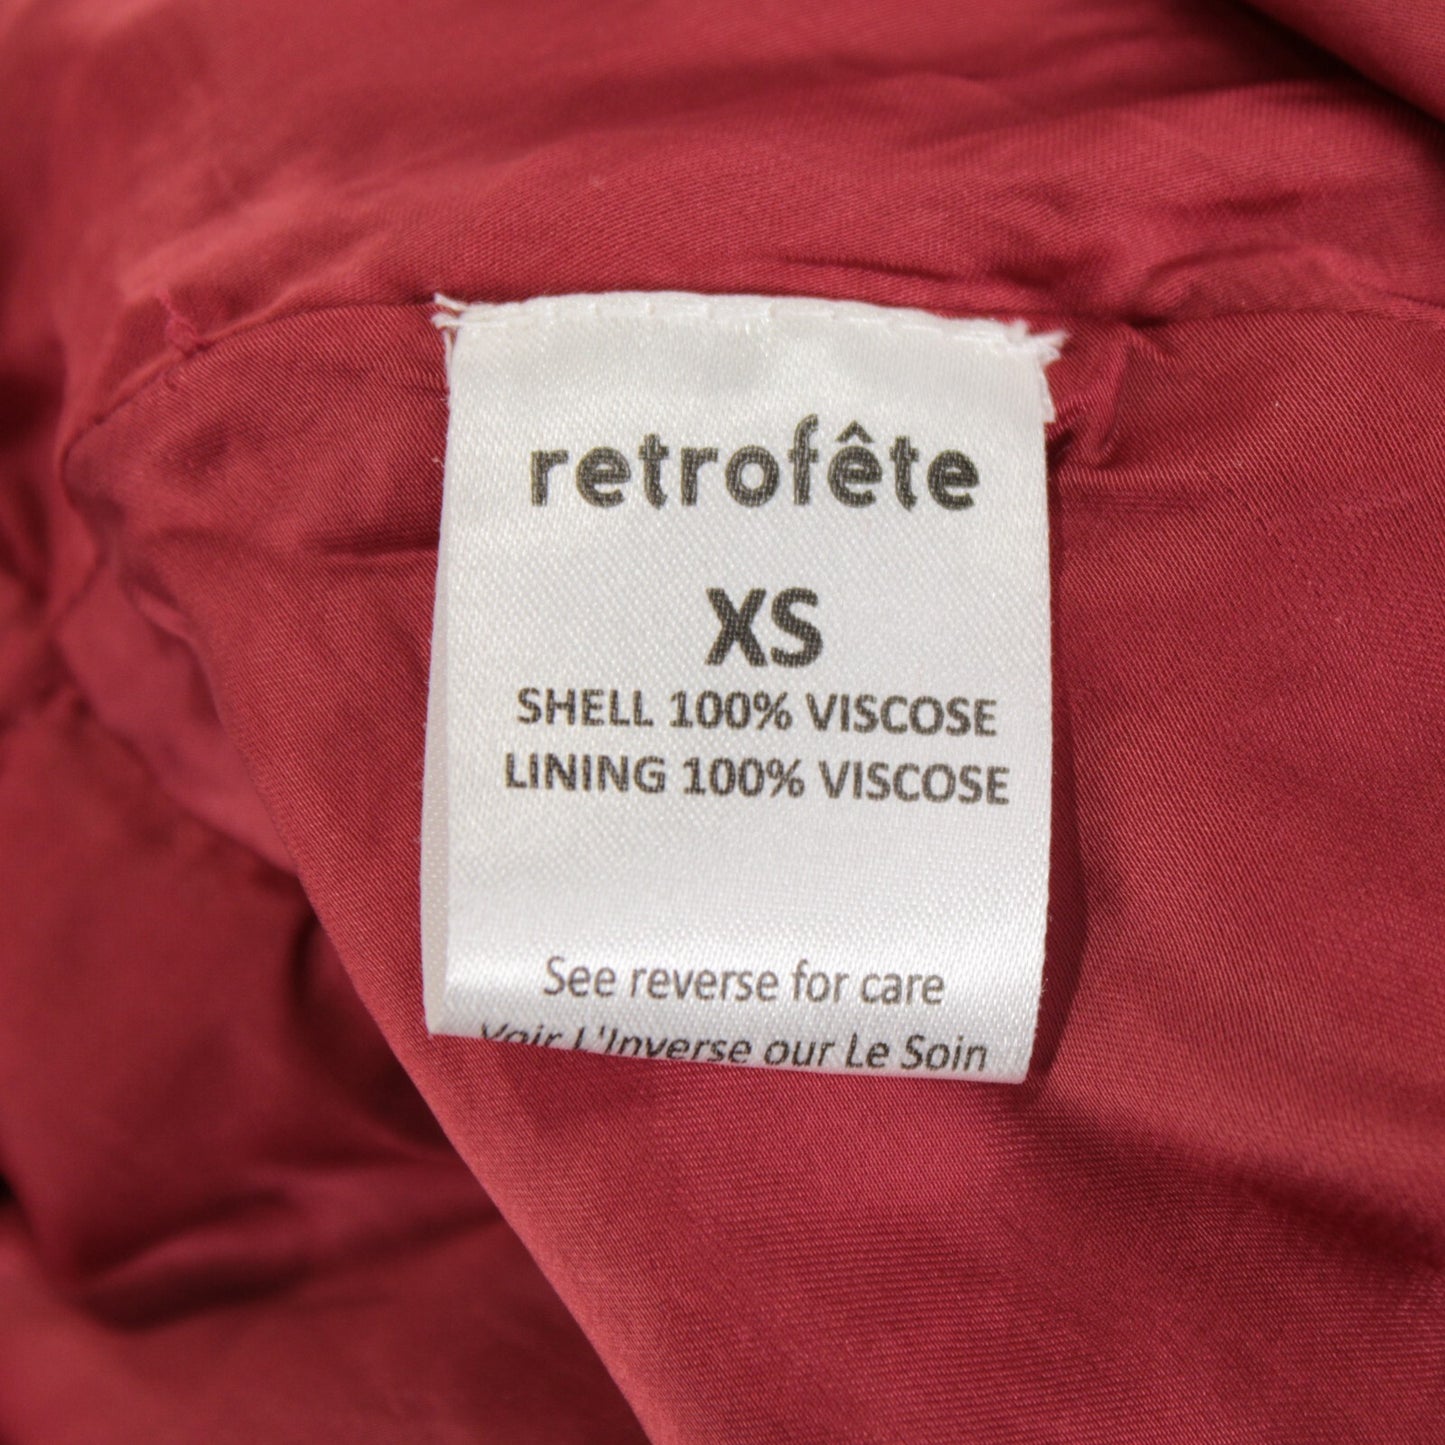 retrofête
XS
SHELL 100% VISCOSE
LINING 100% VISCOSE
See reverse for care
Voir L'Inverse our Le Soin